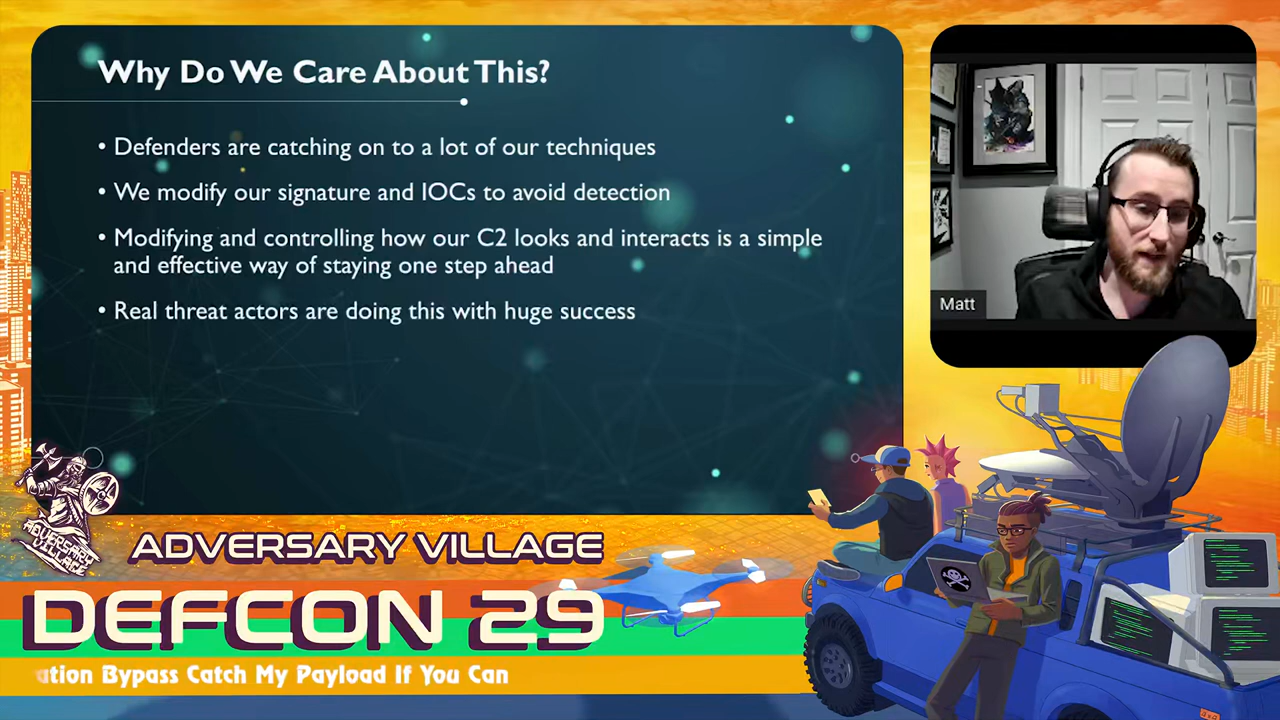 Why Do We Care About This?
• Defenders are catching on to a lot of our techniques
• We modify our signature and IOCs to avoid detection
• Modifying and controlling how our C2 looks and interacts is a simple
and effective way of staying one step ahead
• Real threat actors are doing this with huge success
Matt
ADVERSARY
VILLAGE
ADVERSARY VILLAGE
DEFCON 29
ation Bypass Catch My Payload If You Can